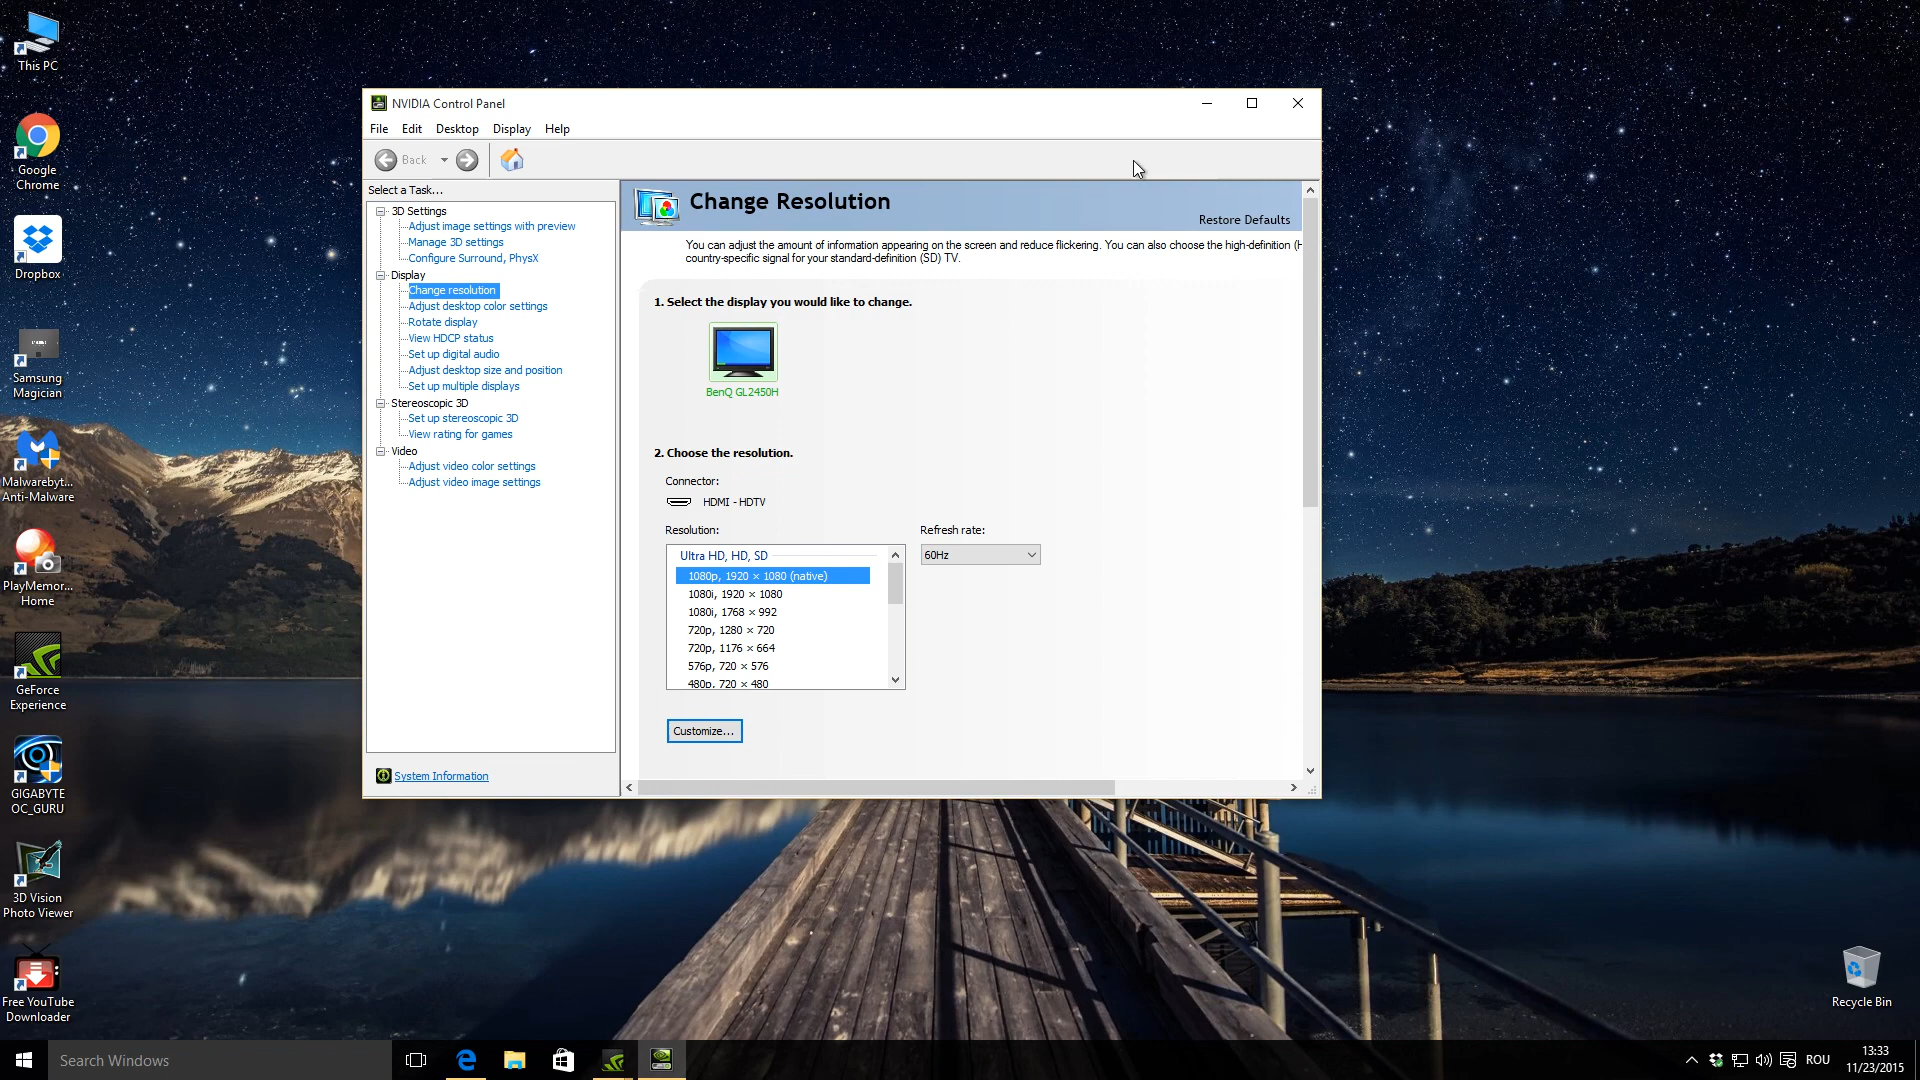 This PC
Google
Chrome
Dropbox
Samsung
Magician
Malwarebyt...
Anti-Malware
PlayMemor...
Home
GeForce
Experience
GIGABYTE
OC_GURU
3D Vision
Photo Viewer
Free YouTube
Downloader
NVIDIA Control Panel
File Edit Desktop Display Help
Back
Select a Task...
3D Settings
Adjust image settings with preview
Manage 3D settings
Configure Surround, PhysX
Display
Change resolution
Adjust desktop color settings
Rotate display
View HDCP status
Set up digital audio
Adjust desktop size and position
Set up multiple displays
Stereoscopic 3D
Set up stereoscopic 3D
View rating for games
Video
Adjust video color settings
Adjust video image settings
System Information
Change Resolution
Restore Defaults
You can adjust the amount of information appearing on the screen and reduce flickering. You can also choose the high-definition (H
country-specific signal for your standard-definition (SD) TV.
1. Select the display you would like to change.
BenQ GL2450H
2. Choose the resolution.
Connector:
HDMI - HDTV
Resolution:
Refresh rate:
Ultra HD, HD, SD
60Hz
1080p, 1920 × 1080 (native)
1080i, 1920 × 1080
1080i, 1768 × 992
720p, 1280 × 720
720p, 1176 × 664
576p, 720 × 576
480p, 720 × 480
Customize...
Recycle Bin
Search Windows
ROU
13:33
11/23/2015